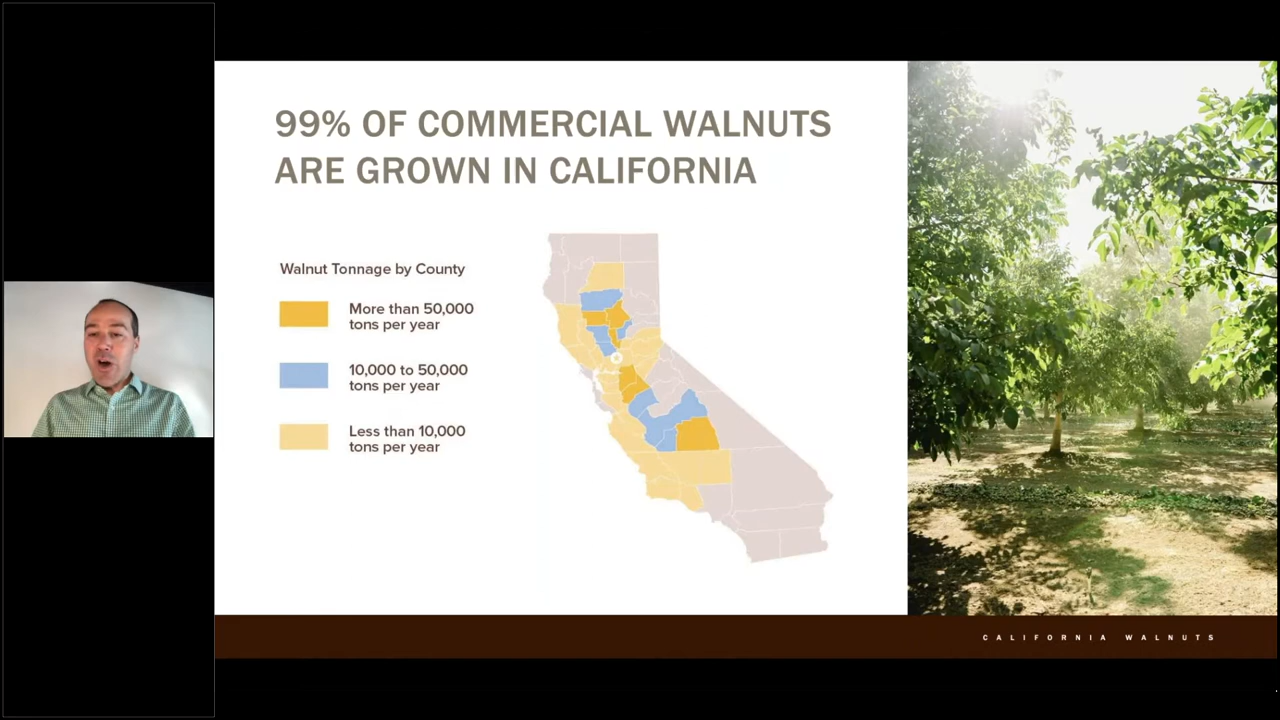 99% OF COMMERCIAL WALNUTS
ARE GROWN IN CALIFORNIA
Walnut Tonnage by County
More than 50,000
tons per year
10,000 to 50,000
tons per year
Less than 10,000
tons per year
CALIFORNIA WALNUTS